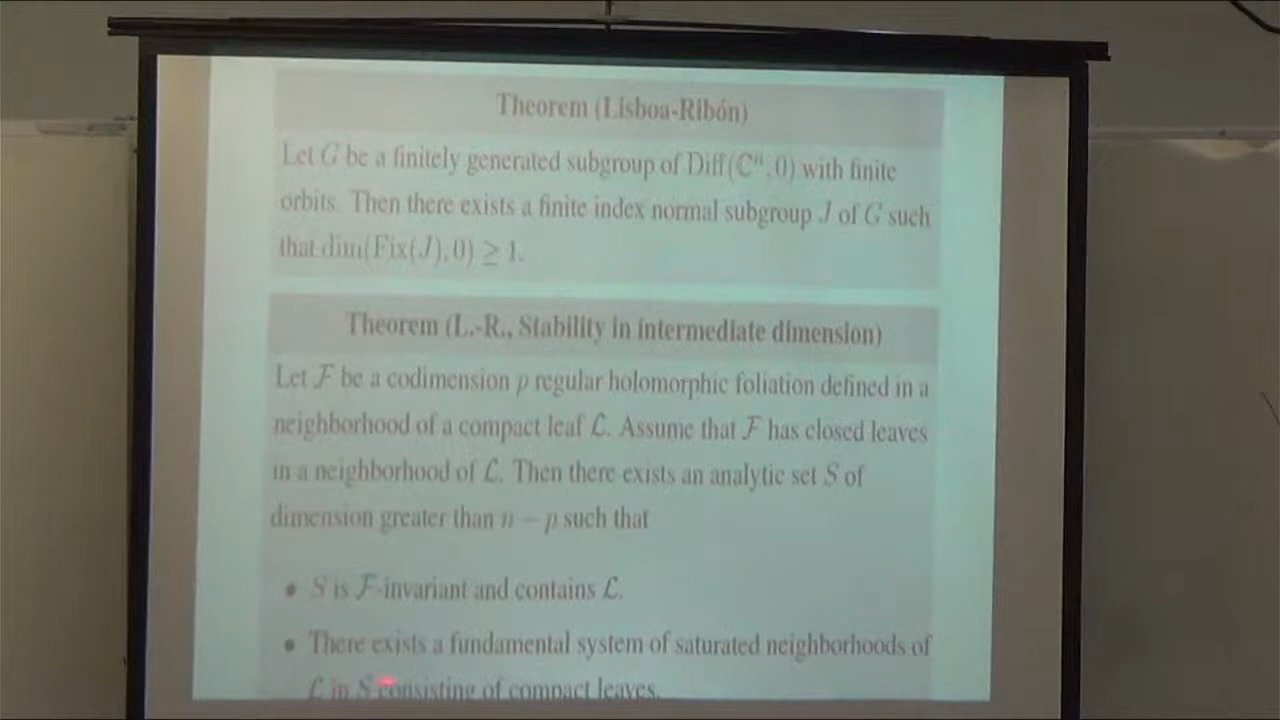 Theorem (Lisboa-Ribón)
Let G be a finitely generated subgroup of Diff(ℂⁿ, 0) with finite
orbits. Then there exists a finite index normal subgroup J of G such
that dim(Fix(J), 0) ≥ 1.
Theorem (L.-R., Stability in intermediate dimension)
Let ℱ be a codimension p regular holomorphic foliation defined in a
neighborhood of a compact leaf ℒ. Assume that ℱ has closed leaves
in a neighborhood of ℒ. Then there exists an analytic set S of
dimension greater than n − p such that
• S is ℱ-invariant and contains ℒ.
• There exists a fundamental system of saturated neighborhoods of
ℒ in S consisting of compact leaves.